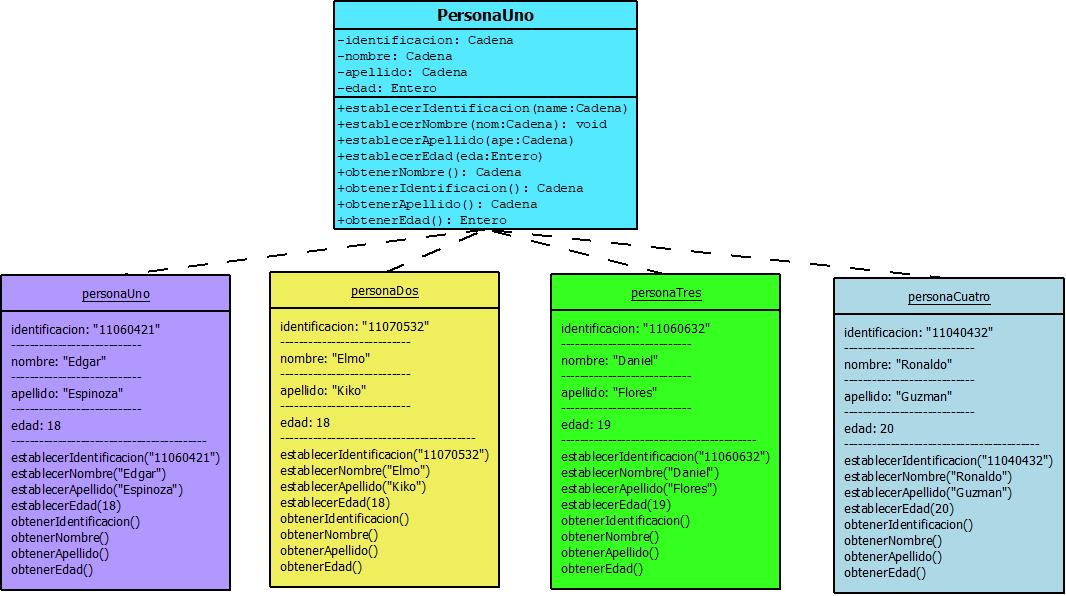 PersonaUno
-identificacion: Cadena
-nombre: Cadena
-apellido: Cadena
-edad: Entero
+establecerIdentificacion(name:Cadena)
+establecerNombre(nom:Cadena): void
+establecerApellido(ape:Cadena)
+establecerEdad(eda:Entero)
+obtenerNombre(): Cadena
+obtenerIdentificacion(): Cadena
+obtenerApellido(): Cadena
+obtenerEdad(): Entero
personaUno
identificacion: "11060421"
nombre: "Edgar"
apellido: "Espinoza"
edad: 18
establecerIdentificacion("11060421")
establecerNombre("Edgar")
establecerApellido("Espinoza")
establecerEdad(18)
obtenerIdentificacion()
obtenerNombre()
obtenerApellido()
obtenerEdad()
personaDos
identificacion: "11070532"
nombre: "Elmo"
apellido: "Kiko"
edad: 18
establecerIdentificacion("11070532")
establecerNombre("Elmo")
establecerApellido("Kiko")
establecerEdad(18)
obtenerIdentificacion()
obtenerNombre()
obtenerApellido()
obtenerEdad()
personaTres
identificacion: "11060632"
nombre: "Daniel"
apellido: "Flores"
edad: 19
establecerIdentificacion("11060632")
establecerNombre("Daniel")
establecerApellido("Flores")
establecerEdad(19)
obtenerIdentificacion()
obtenerNombre()
obtenerApellido()
obtenerEdad()
personaCuatro
identificacion: "11040432"
nombre: "Ronaldo"
apellido: "Guzman"
edad: 20
establecerIdentificacion("11040432")
establecerNombre("Ronaldo")
establecerApellido("Guzman")
establecerEdad(20)
obtenerIdentificacion()
obtenerNombre()
obtenerApellido()
obtenerEdad()